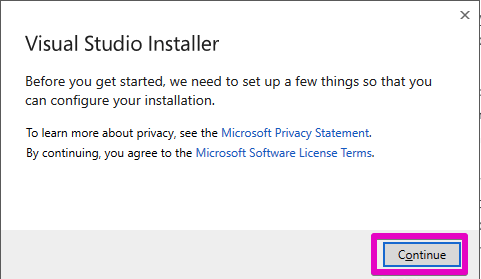 Visual Studio Installer
Before you get started, we need to set up a few things so that you
can configure your installation.
To learn more about privacy, see the Microsoft Privacy Statement.
By continuing, you agree to the Microsoft Software License Terms.
Continue